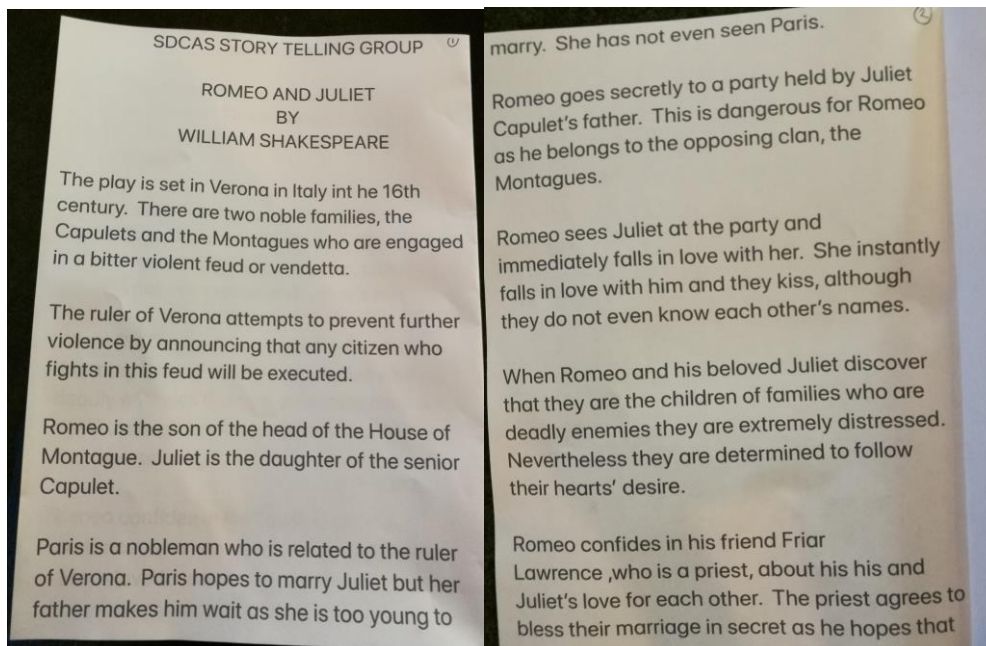 SDCAS STORY TELLING GROUP
1
ROMEO AND JULIET
BY
WILLIAM SHAKESPEARE
The play is set in Verona in Italy int he 16th
century. There are two noble families, the
Capulets and the Montagues who are engaged
in a bitter violent feud or vendetta.
The ruler of Verona attempts to prevent further
violence by announcing that any citizen who
fights in this feud will be executed.
Romeo is the son of the head of the House of
Montague. Juliet is the daughter of the senior
Capulet.
Paris is a nobleman who is related to the ruler
of Verona. Paris hopes to marry Juliet but her
father makes him wait as she is too young to
2
marry. She has not even seen Paris.
Romeo goes secretly to a party held by Juliet
Capulet's father. This is dangerous for Romeo
as he belongs to the opposing clan, the
Montagues.
Romeo sees Juliet at the party and
immediately falls in love with her. She instantly
falls in love with him and they kiss, although
they do not even know each other's names.
When Romeo and his beloved Juliet discover
that they are the children of families who are
deadly enemies they are extremely distressed.
Nevertheless they are determined to follow
their hearts' desire.
Romeo confides in his friend Friar
Lawrence ,who is a priest, about his his and
Juliet's love for each other. The priest agrees to
bless their marriage in secret as he hopes that